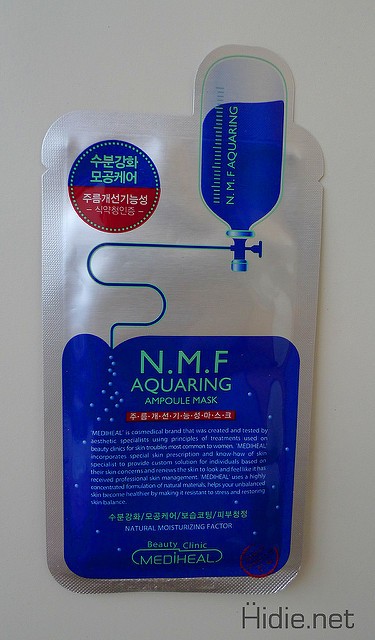 수분강화
모공케어
주름개선기능성
- 식약청인증 -
N.M.F AQUARING
N.M.F
AQUARING
AMPOULE MASK
주·름·개·선·기·능·성·마·스·크
'MEDIHEAL' is cosmedical brand that was created and tested by
aesthetic specialists using principles of treatments used on
beauty clinics for skin troubles most common to women. 'MEDIHEAL'
incorporates special skin prescription and know-haw of skin
specialist to provide custom solution for individuals based on
their skin concerns and renews the skin to look and feel like it has
received professional skin management. 'MEDIHEAL' uses a highly
concentrated formulation of natural materials, helps your unbalanced
skin become healthier by making it resistant to stress and restoring
skin balance.
수분강화/모공케어/보습코팅/피부청정
NATURAL MOISTURIZING FACTOR
Beauty Clinic
MEDIHEAL
Hidie.net